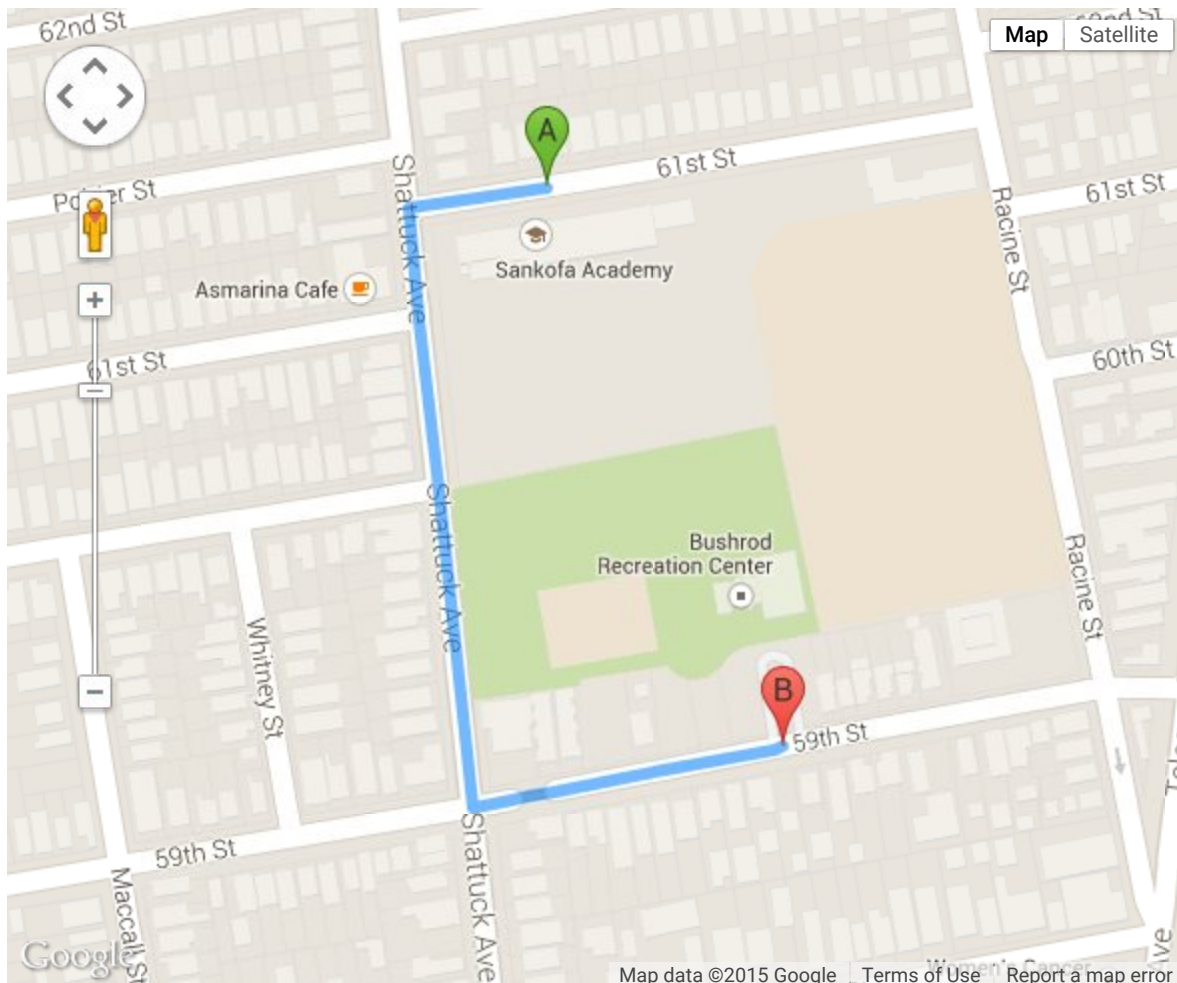 62nd St
62nd St
Map
Satellite
A
61st St
Shattuck Ave
61st St
Racine St
Sankofa Academy
Asmarina Cafe
60th St
61st St
Shattuck Ave
Bushrod
Recreation Center
Racine St
Whitney St
B
59th St
59th St
Shattuck Ave
Maccall St
Google
Map data ©2015 Google
Terms of Use
Report a map error